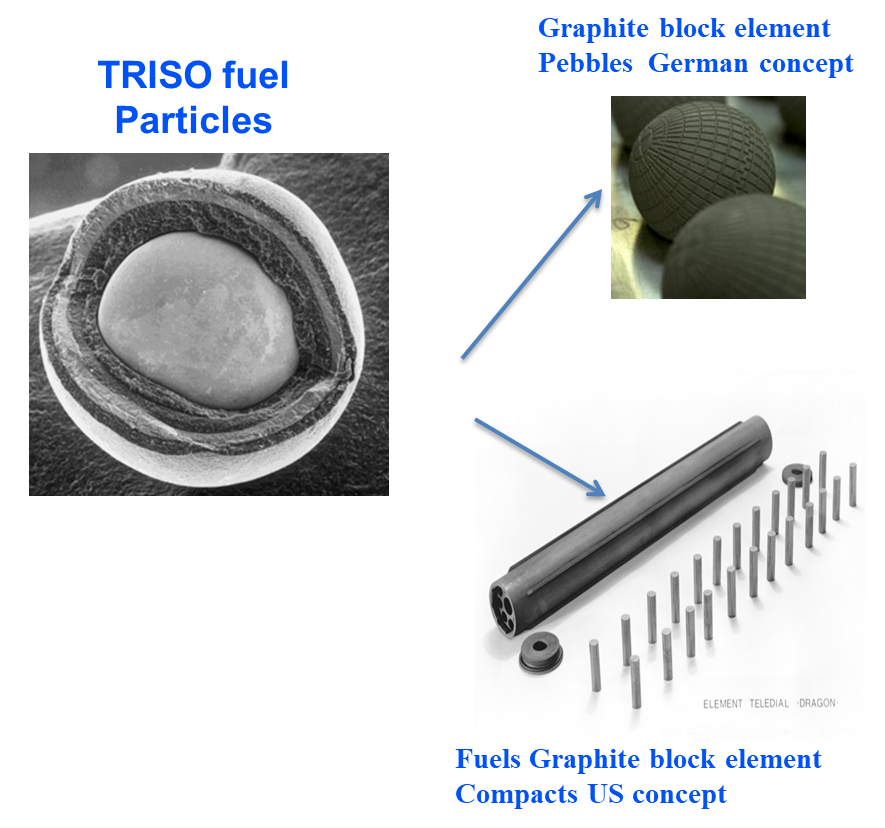 TRISO fuel
Particles
Graphite block element
Pebbles German concept
ELEMENT TELEDIAL ·DRAGON·
Fuels Graphite block element
Compacts US concept